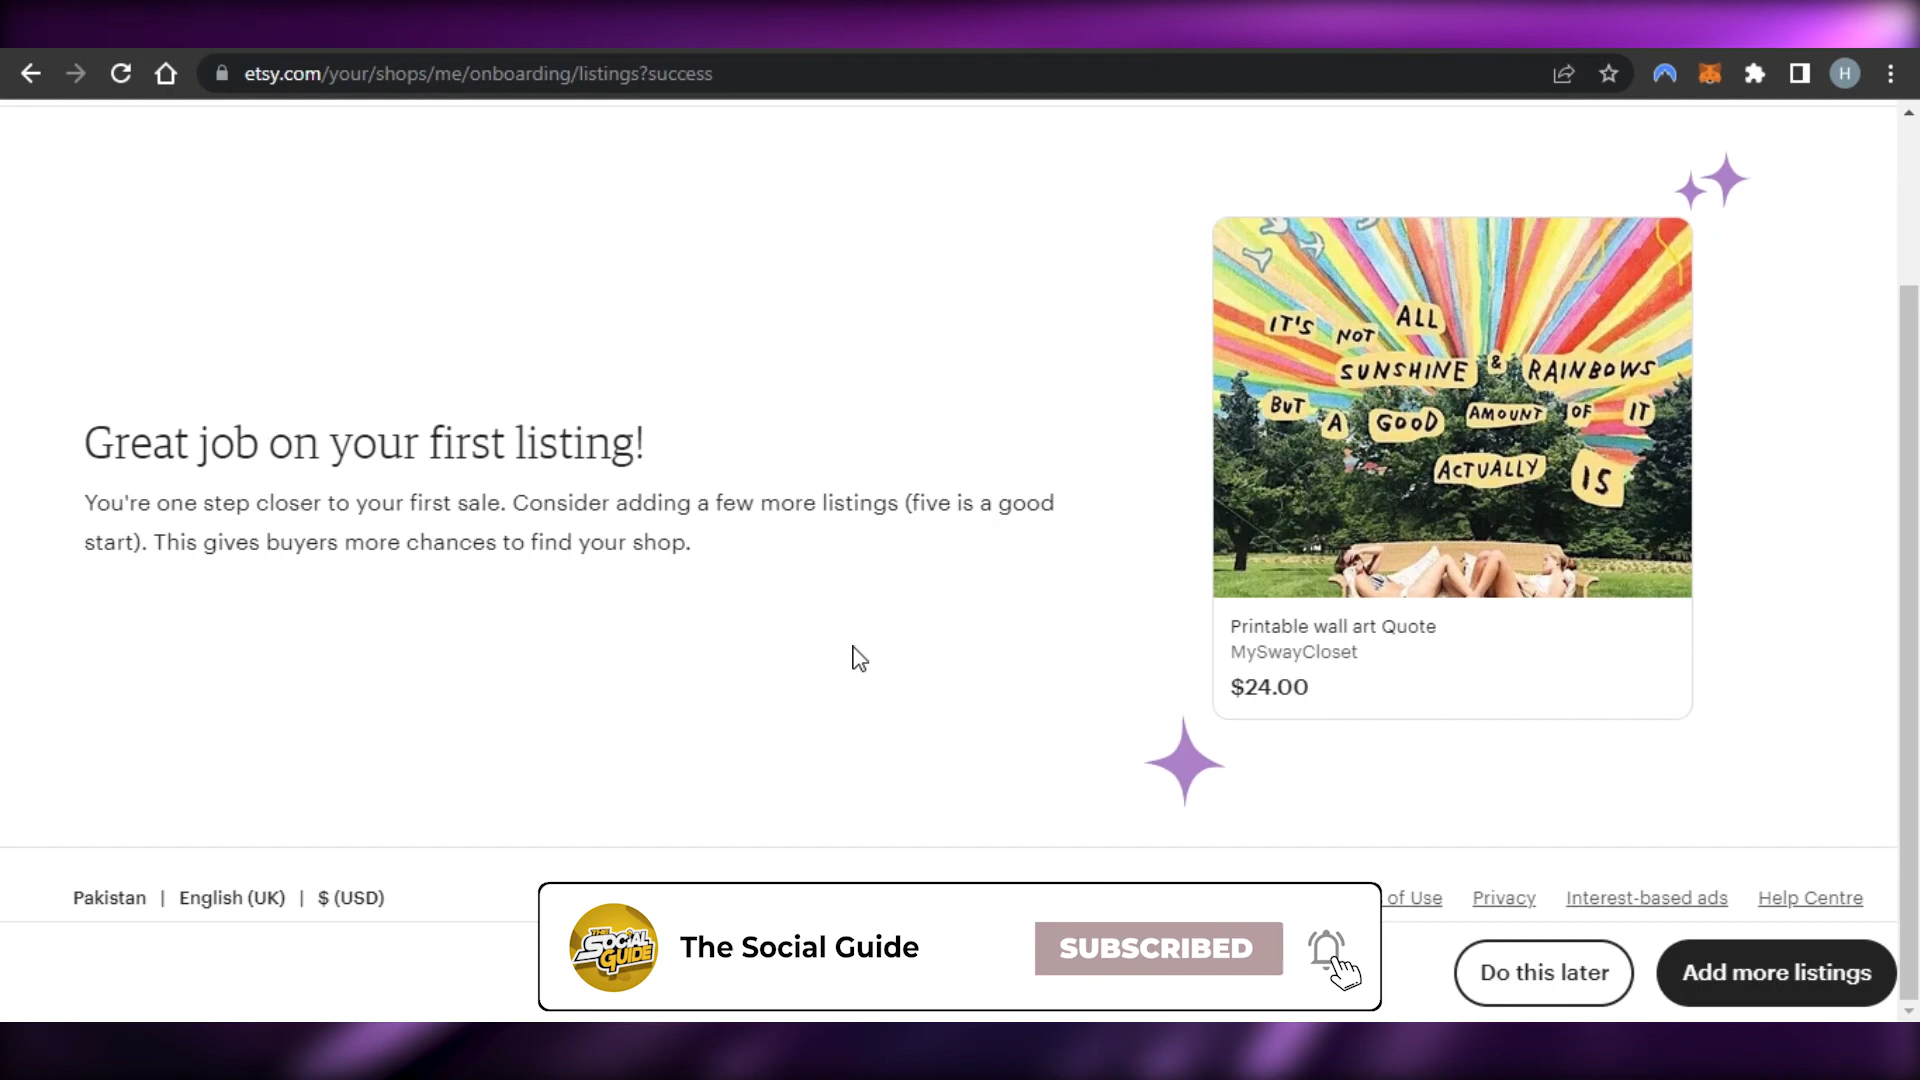 etsy.com/your/shops/me/onboarding/listings?success
H
IT'S NOT ALL
SUNSHINE & RAINBOWS
BUT A GOOD AMOUNT OF IT
ACTUALLY IS
Great job on your first listing!
You're one step closer to your first sale. Consider adding a few more listings (five is a good
start). This gives buyers more chances to find your shop.
Printable wall art Quote
MySwayCloset
$24.00
Pakistan | English (UK) | $ (USD)
of Use Privacy Interest-based ads Help Centre
THE SOCIAL GUIDE
The Social Guide
SUBSCRIBED
Do this later
Add more listings